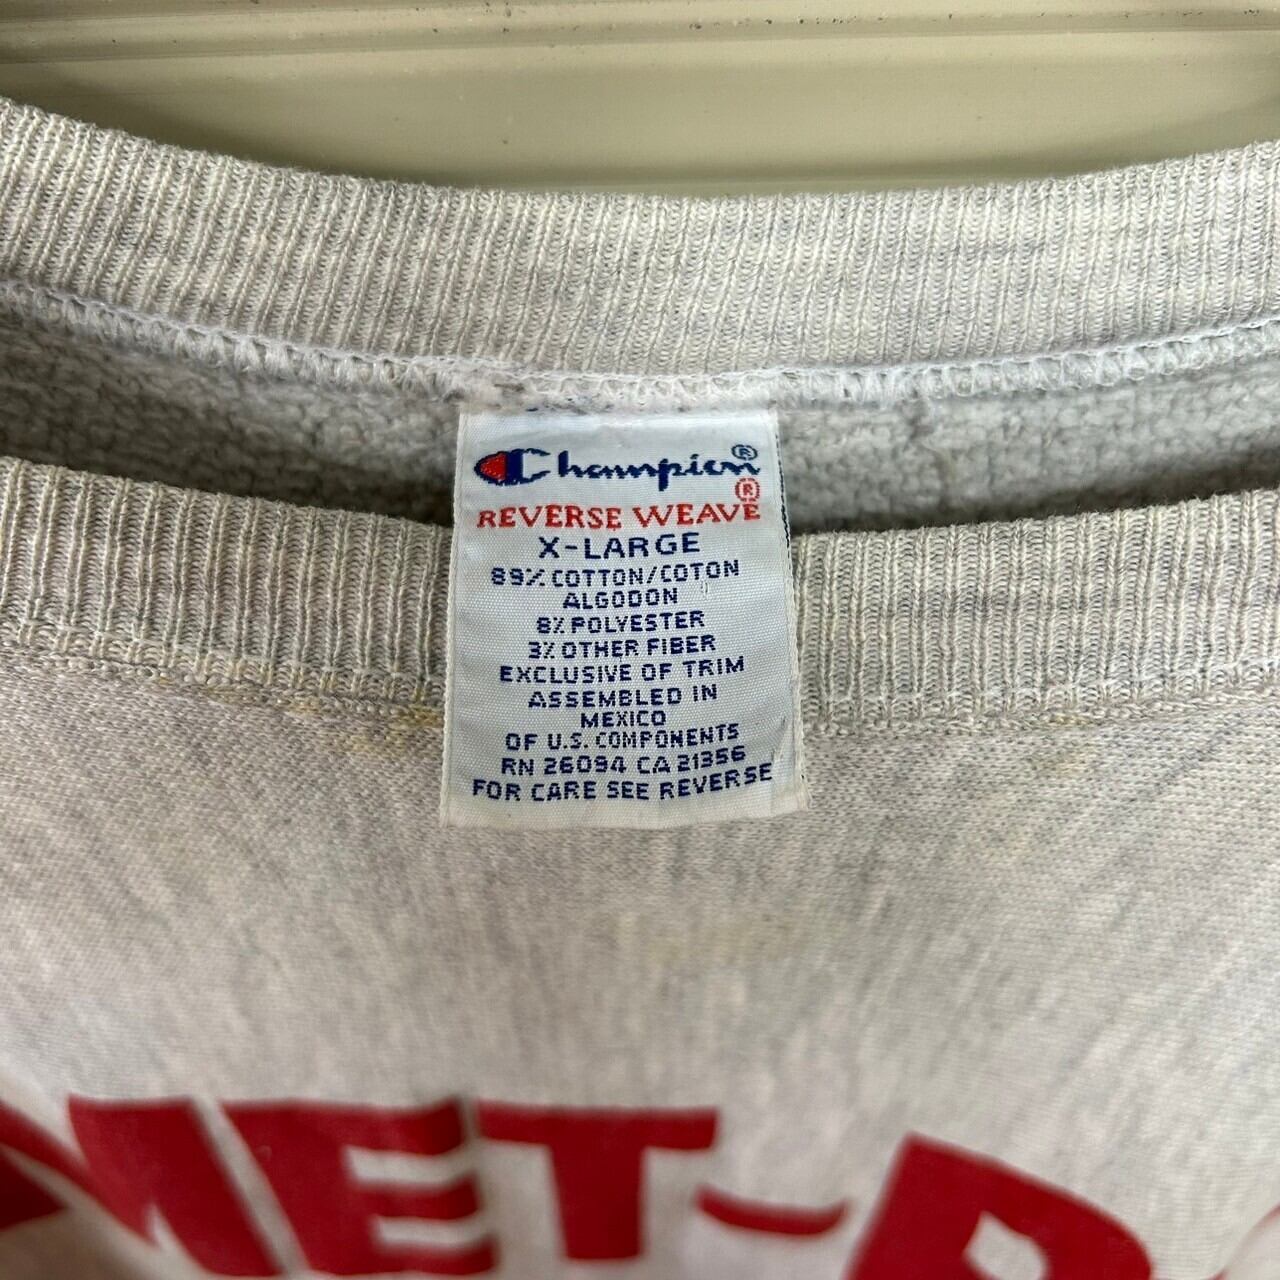 Champion®
REVERSE WEAVE®
X-LARGE
89% COTTON/COTON
ALGODON
8% POLYESTER
3% OTHER FIBER
EXCLUSIVE OF TRIM
ASSEMBLED IN
MEXICO
OF U.S. COMPONENTS
RN 26094 CA 21356
FOR CARE SEE REVERSE